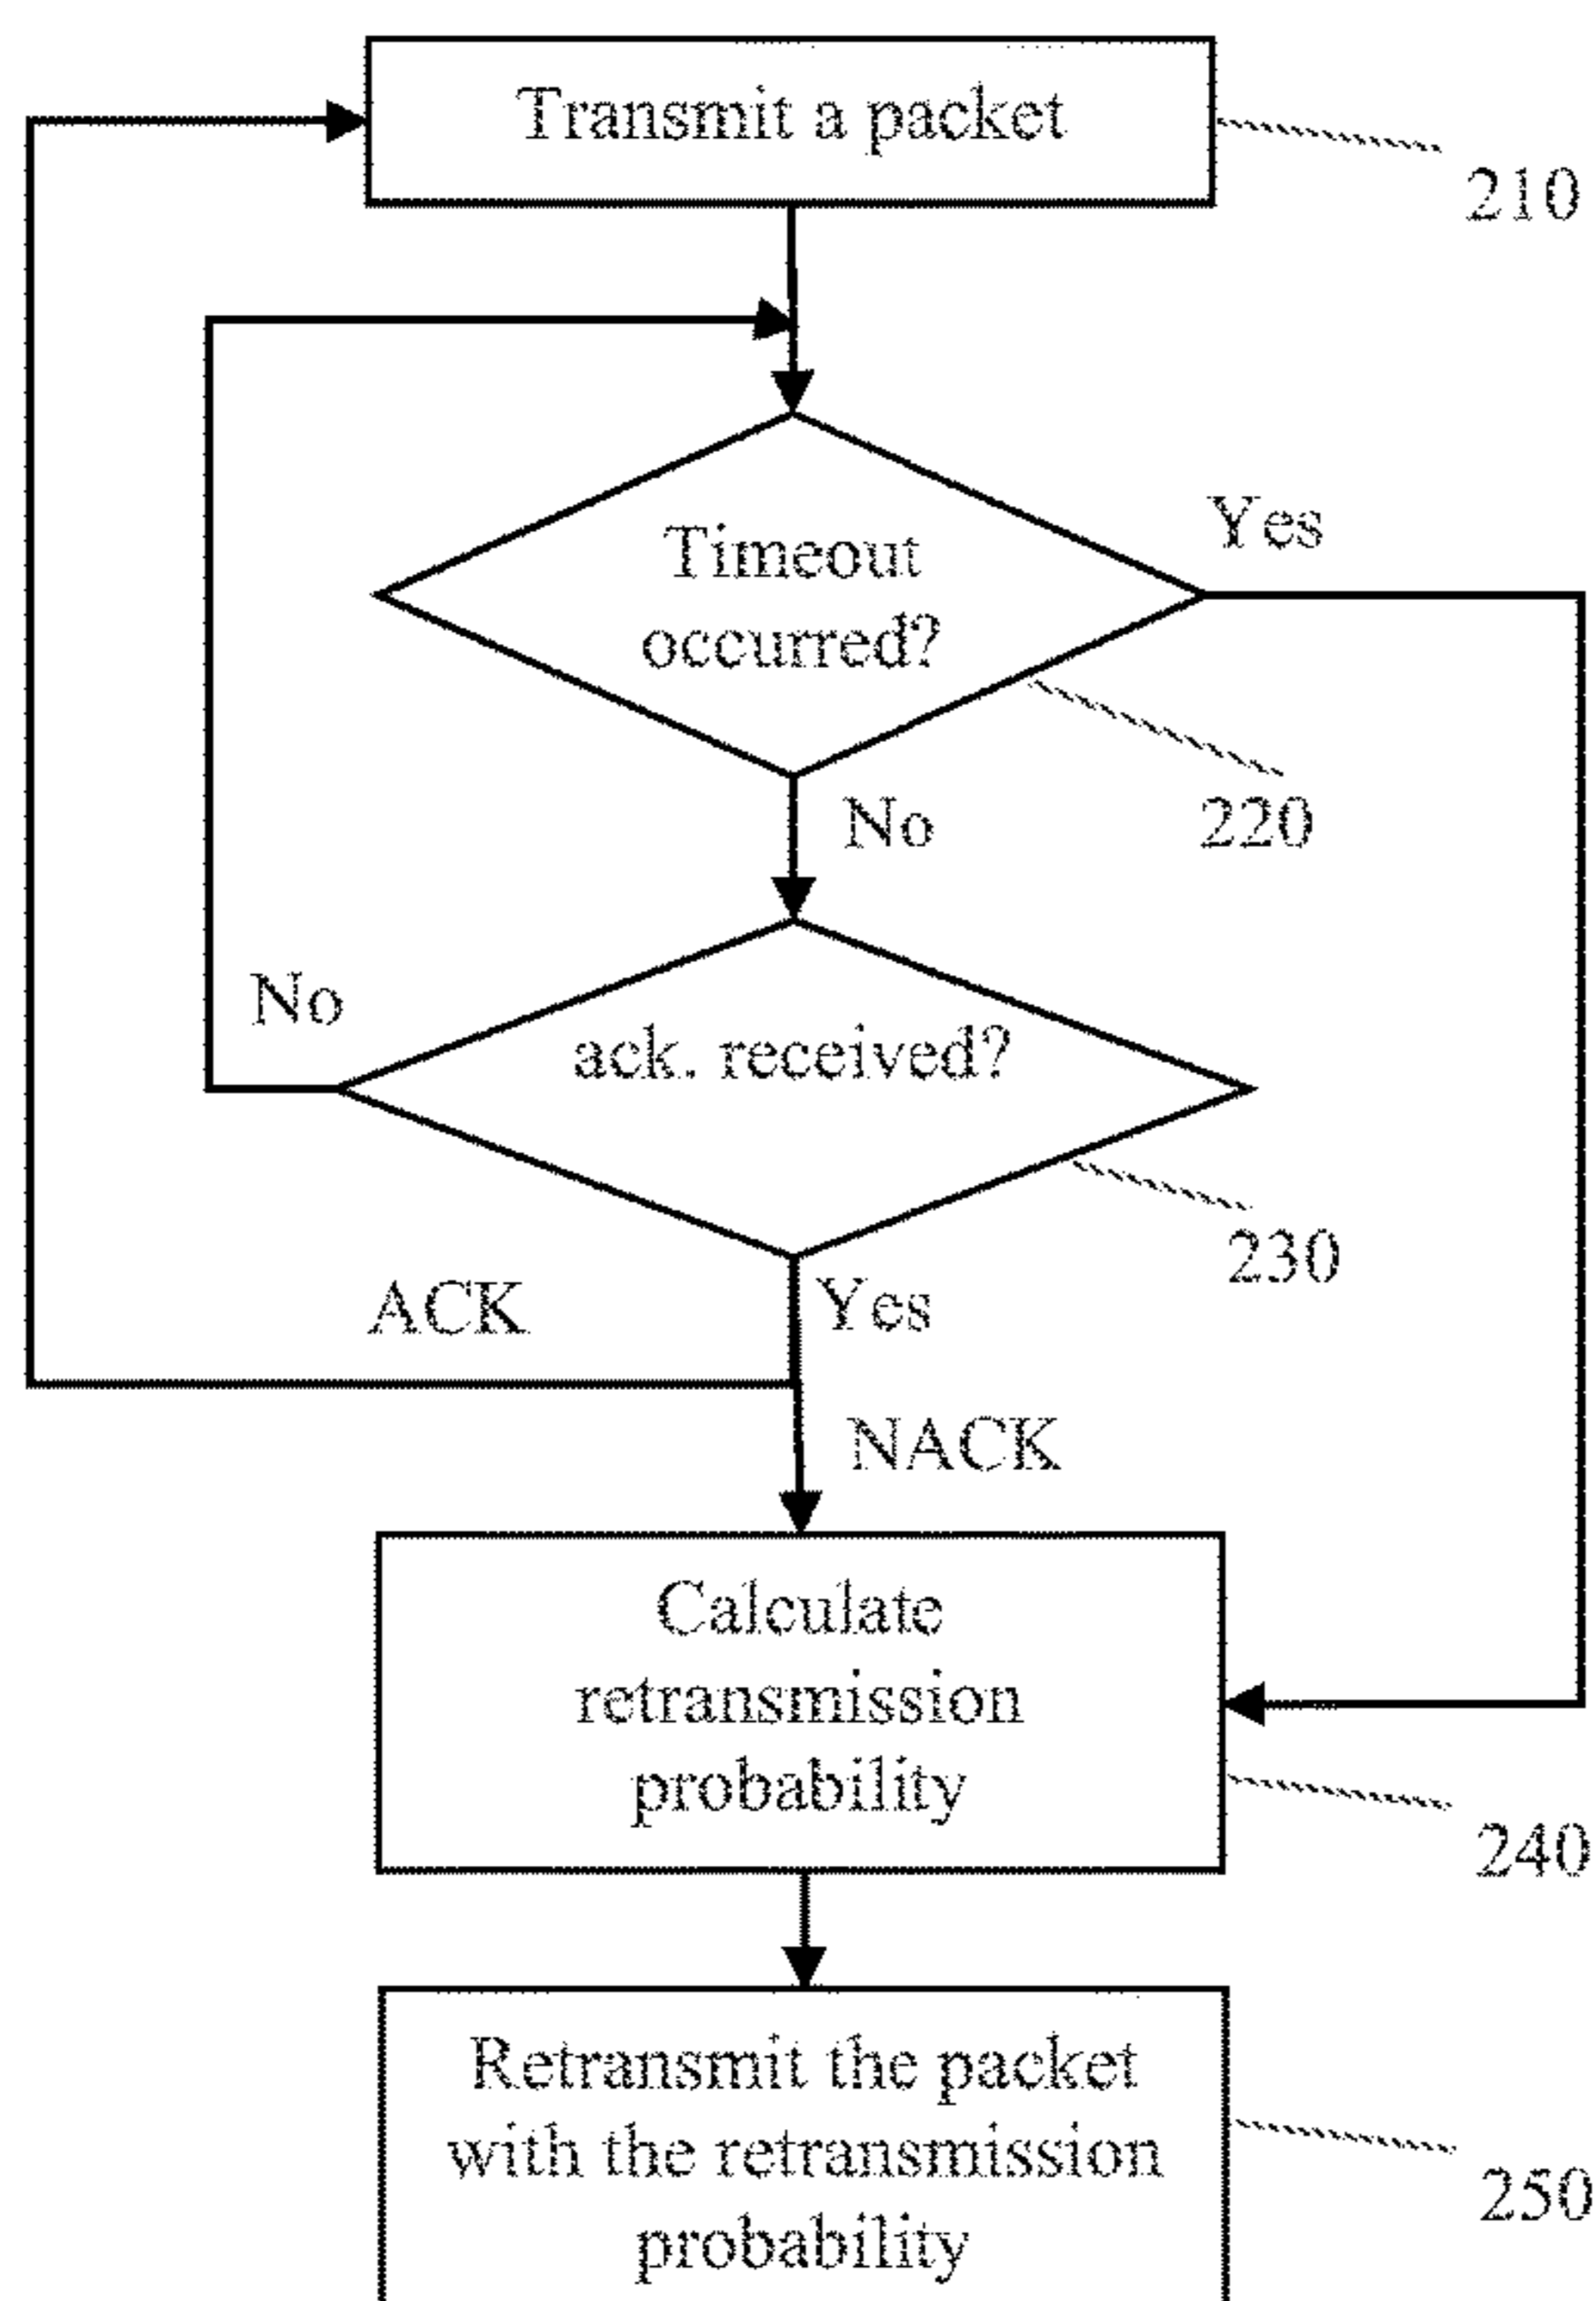 Transmit a packet
210
Timeout
occurred?
Yes
220
No
ack. received?
No
230
ACK
Yes
NACK
Calculate
retransmission
probability
240
Retransmit the packet
with the retransmission
probability
250